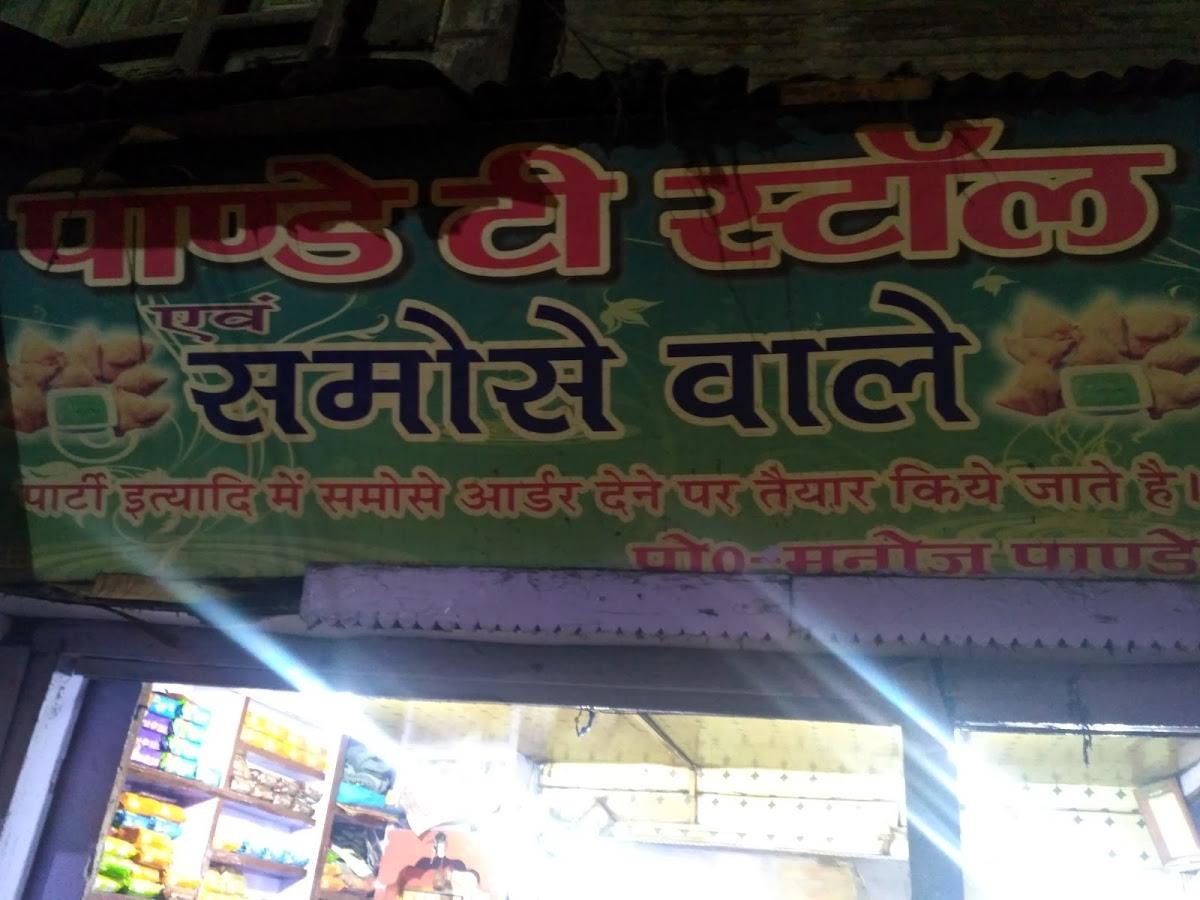 पाण्डे टी स्टॉल
एवं
समोसे वाले
पार्टी इत्यादि में समोसे आर्डर देने पर तैयार किये जाते है।
प्रो०-मनोज पाण्डे